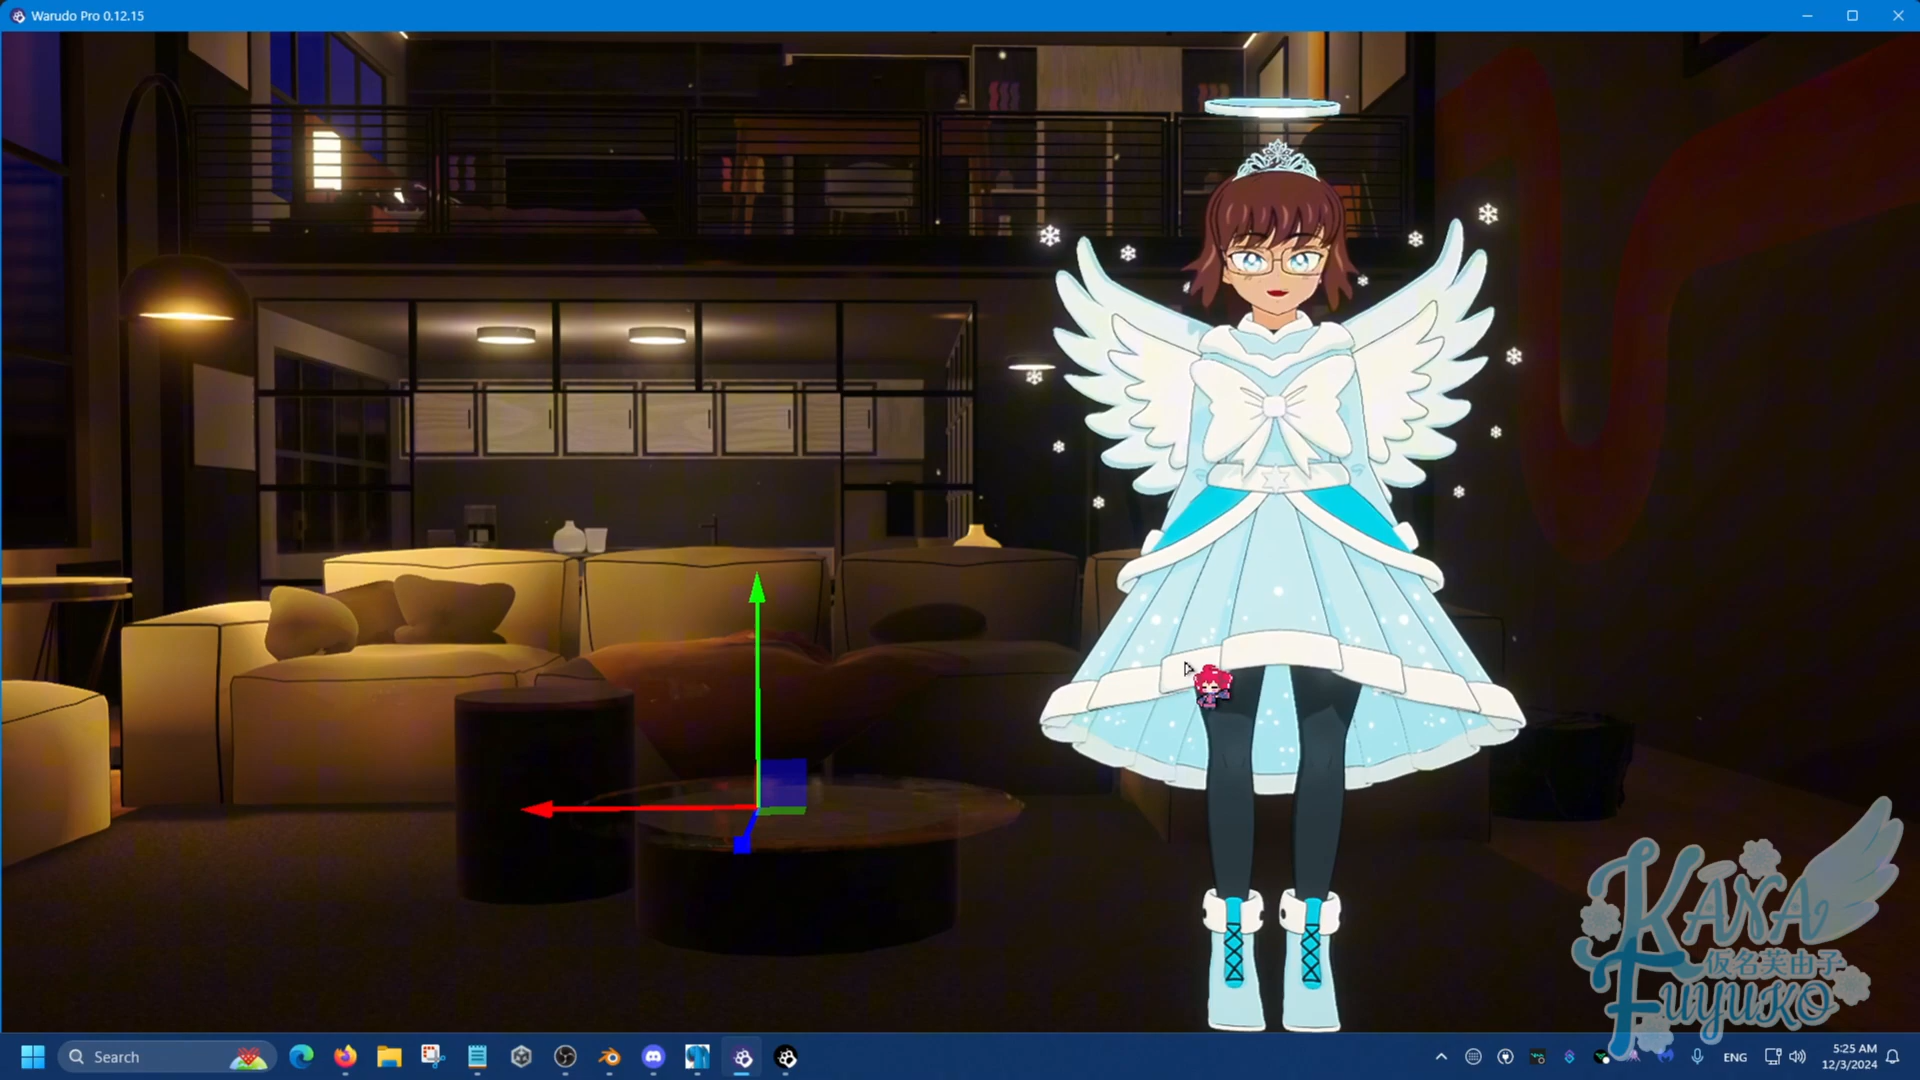 Warudo Pro 0.12.15
KANA
仮名芙由子
FUYUKO
Search
ENG
5:25 AM
12/3/2024